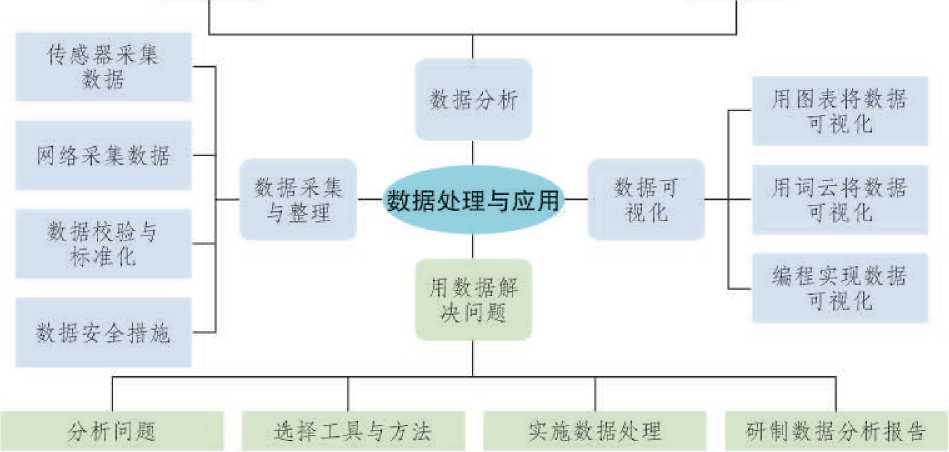 传感器采集
数据
网络采集数据
数据校验与
标准化
数据安全措施
数据采集
与整理
数据分析
数据处理与应用
用数据解
决问题
数据可
视化
用图表将数据
可视化
用词云将数据
可视化
编程实现数据
可视化
分析问题
选择工具与方法
实施数据处理
研制数据分析报告